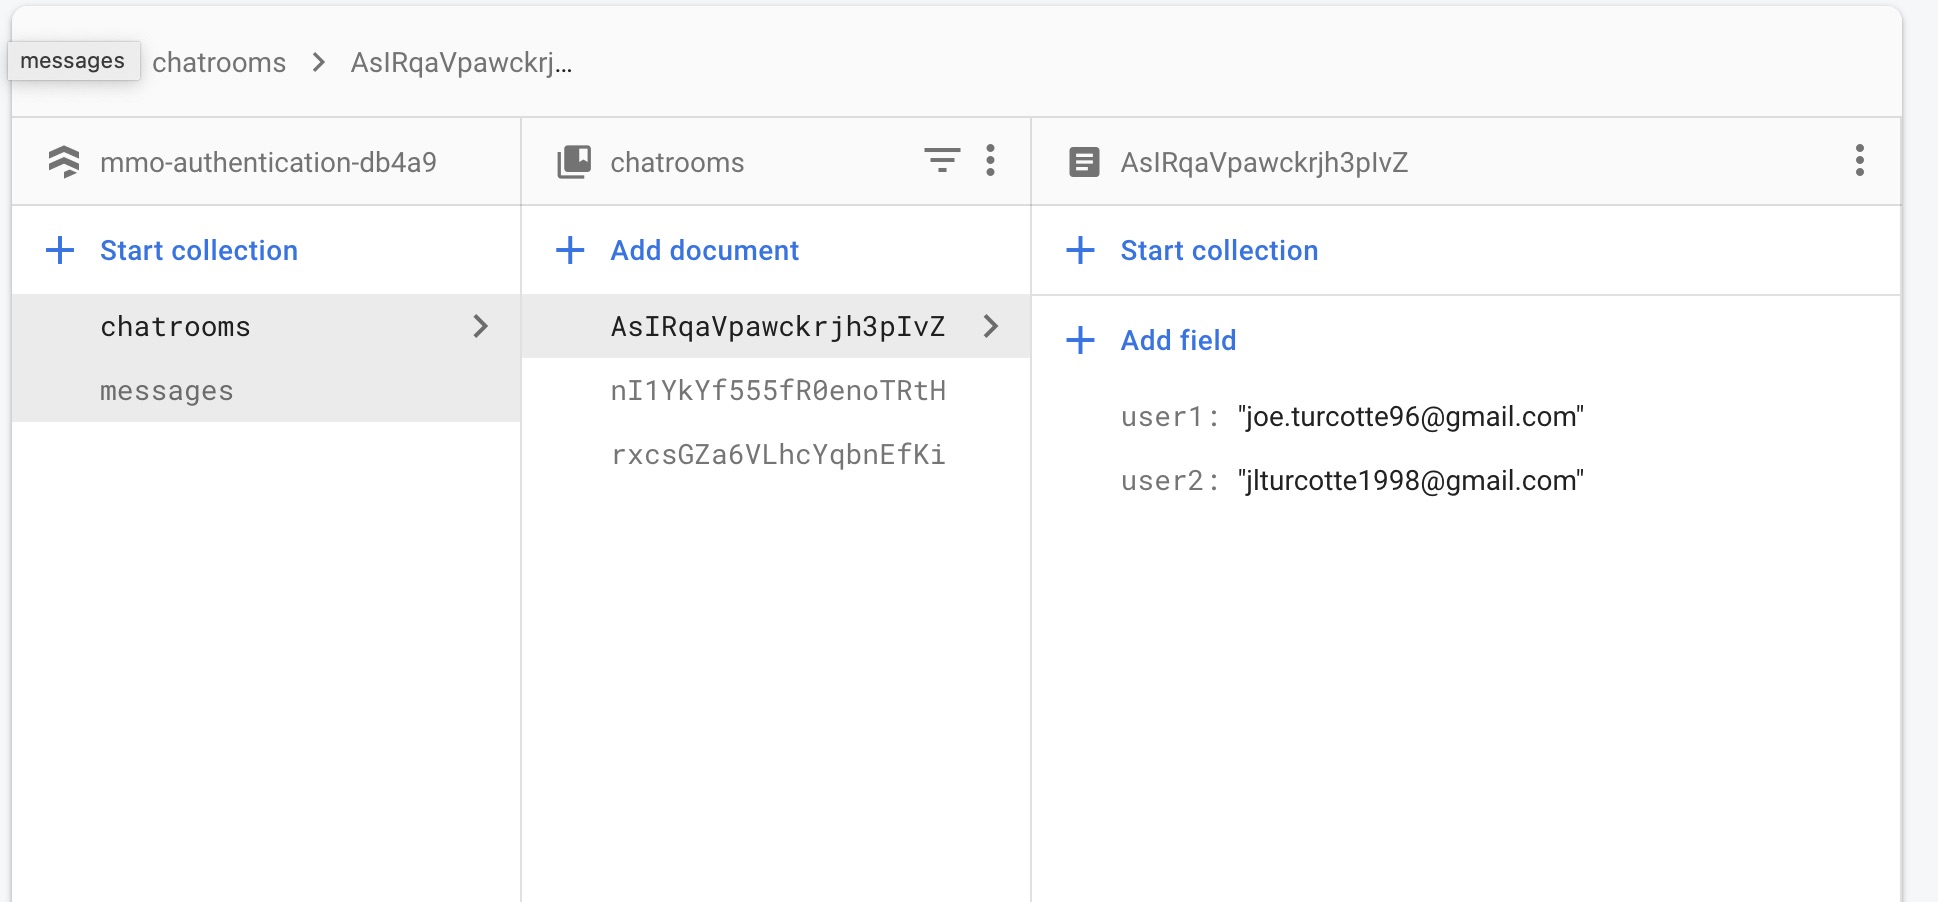 messages
chatrooms > AsIRqaVpawckrj...
mmo-authentication-db4a9
chatrooms
AsIRqaVpawckrjh3pIvZ
+ Start collection
+ Add document
+ Start collection
chatrooms
messages
AsIRqaVpawckrjh3pIvZ
nI1YkYf555fR0enoTRtH
rxcsGZa6VLhcYqbnEfKi
+ Add field
user1: "joe.turcotte96@gmail.com"
user2: "jlturcotte1998@gmail.com"